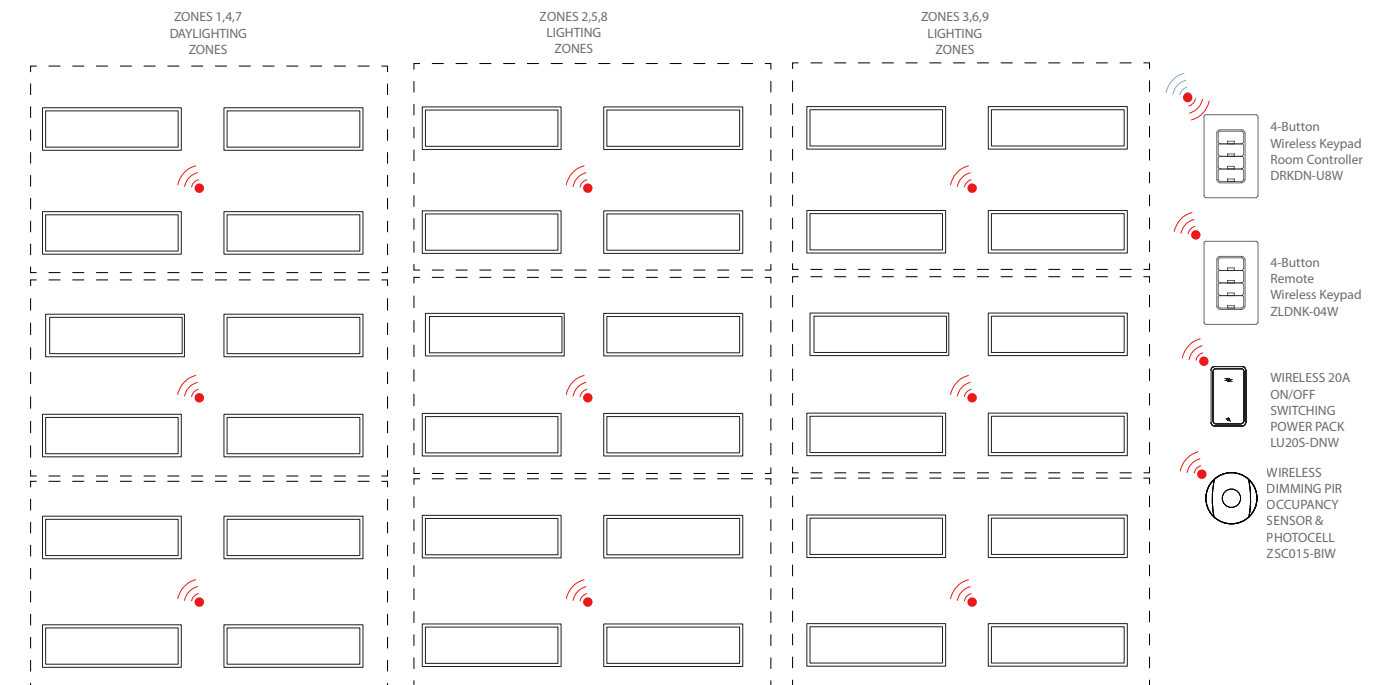 ZONES 1,4,7
DAYLIGHTING
ZONES
ZONES 2,5,8
LIGHTING
ZONES
ZONES 3,6,9
LIGHTING
ZONES
4-Button
Wireless Keypad
Room Controller
DRKDN-U8W
4-Button
Remote
Wireless Keypad
ZLDNK-04W
WIRELESS 20A
ON/OFF
SWITCHING
POWER PACK
LU20S-DNW
WIRELESS
DIMMING PIR
OCCUPANCY
SENSOR &
PHOTOCELL
ZSC015-BIW